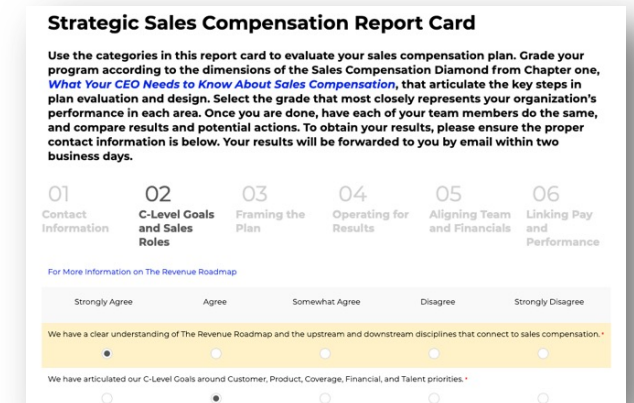 Strategic Sales Compensation Report Card
Use the categories in this report card to evaluate your sales compensation plan. Grade your
program according to the dimensions of the Sales Compensation Diamond from Chapter one,
What Your CEO Needs to Know About Sales Compensation, that articulate the key steps in
plan evaluation and design. Select the grade that most closely represents your organization's
performance in each area. Once you are done, have each of your team members do the same,
and compare results and potential actions. To obtain your results, please ensure the proper
contact information is below. Your results will be forwarded to you by email within two
business days.
01 02 03 04 05 06
Contact C-Level Goals Framing the Operating for Aligning Team Linking Pay
Information and Sales Plan Results and Financials and
Roles Performance
For More Information on The Revenue Roadmap
Strongly Agree Agree Somewhat Agree Disagree Strongly Disagree
We have a clear understanding of The Revenue Roadmap and the upstream and downstream disciplines that connect to sales compensation. *
We have articulated our C-Level Goals around Customer, Product, Coverage, Financial, and Talent priorities. *